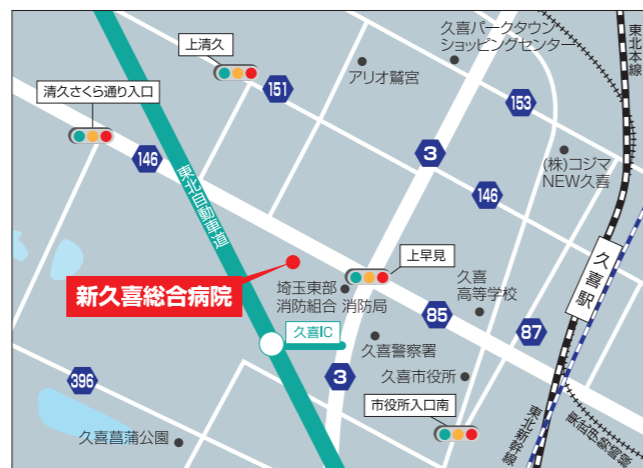 上清久
久喜パークタウン
ショッピングセンター
東北本線
アリオ鷲宮
清久さくら通り入口
151
153
146
3
(株)コジマ
NEW久喜
146
東北自動車道
久喜駅
新久喜総合病院
上早見
埼玉東部
消防組合 消防局
久喜
高等学校
85
87
久喜IC
久喜警察署
396
3
久喜市役所
市役所入口南
久喜菖蒲公園
東北新幹線
東武伊勢崎線